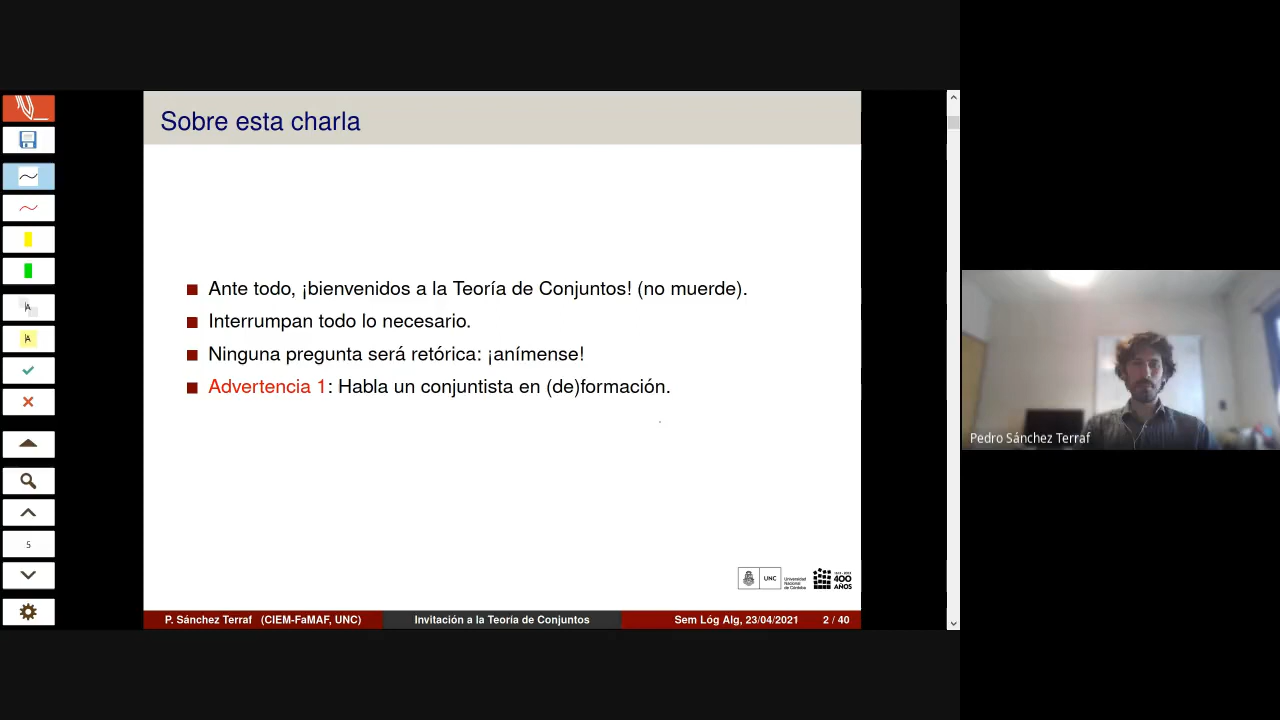 Sobre esta charla
Ante todo, ¡bienvenidos a la Teoría de Conjuntos! (no muerde).
Interrumpan todo lo necesario.
Ninguna pregunta será retórica: ¡anímense!
Advertencia 1: Habla un conjuntista en (de)formación.
A
A
5
UNC
Universidad
Nacional
de Córdoba
400
AÑOS
P. Sánchez Terraf (CIEM-FaMAF, UNC)
Invitación a la Teoría de Conjuntos
Sem Lóg Alg, 23/04/2021
2 / 40
Pedro Sánchez Terraf